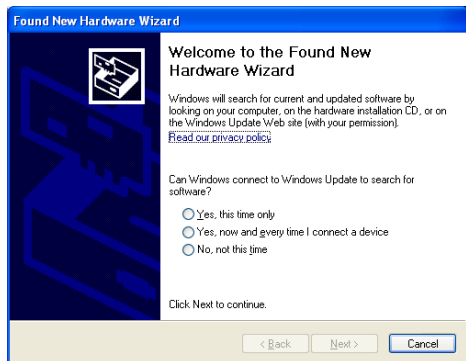 Found New Hardware Wizard
Welcome to the Found New
Hardware Wizard
Windows will search for current and updated software by
looking on your computer, on the hardware installation CD, or on
the Windows Update Web site (with your permission).
Read our privacy policy
Can Windows connect to Windows Update to search for
software?
Yes, this time only
Yes, now and every time I connect a device
No, not this time
Click Next to continue.
< Back
Next >
Cancel